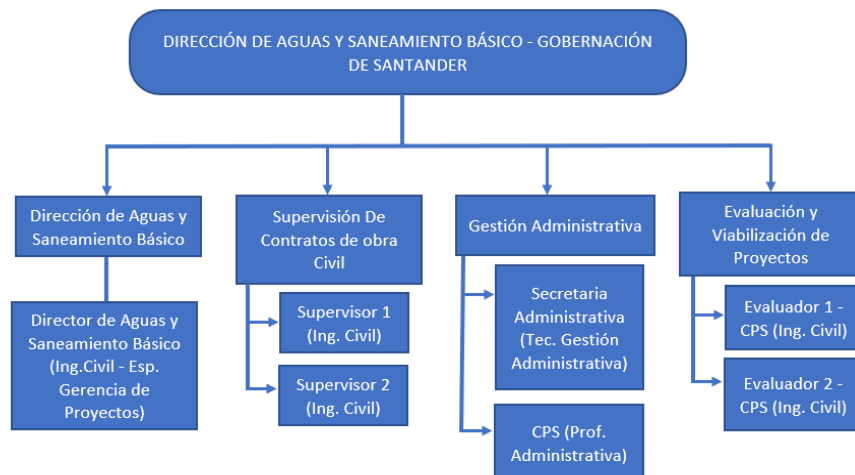 DIRECCIÓN DE AGUAS Y SANEAMIENTO BÁSICO - GOBERNACIÓN
DE SANTANDER
Dirección de Aguas y
Saneamiento Básico
Director de Aguas y
Saneamiento Básico
(Ing.Civil - Esp.
Gerencia de
Proyectos)
Supervisión De
Contratos de obra
Civil
Supervisor 1
(Ing. Civil)
Supervisor 2
(Ing. Civil)
Gestión Administrativa
Secretaria
Administrativa
(Tec. Gestión
Administrativa)
CPS (Prof.
Administrativa)
Evaluación y
Viabilización de
Proyectos
Evaluador 1 -
CPS (Ing. Civil)
Evaluador 2 -
CPS (Ing. Civil)